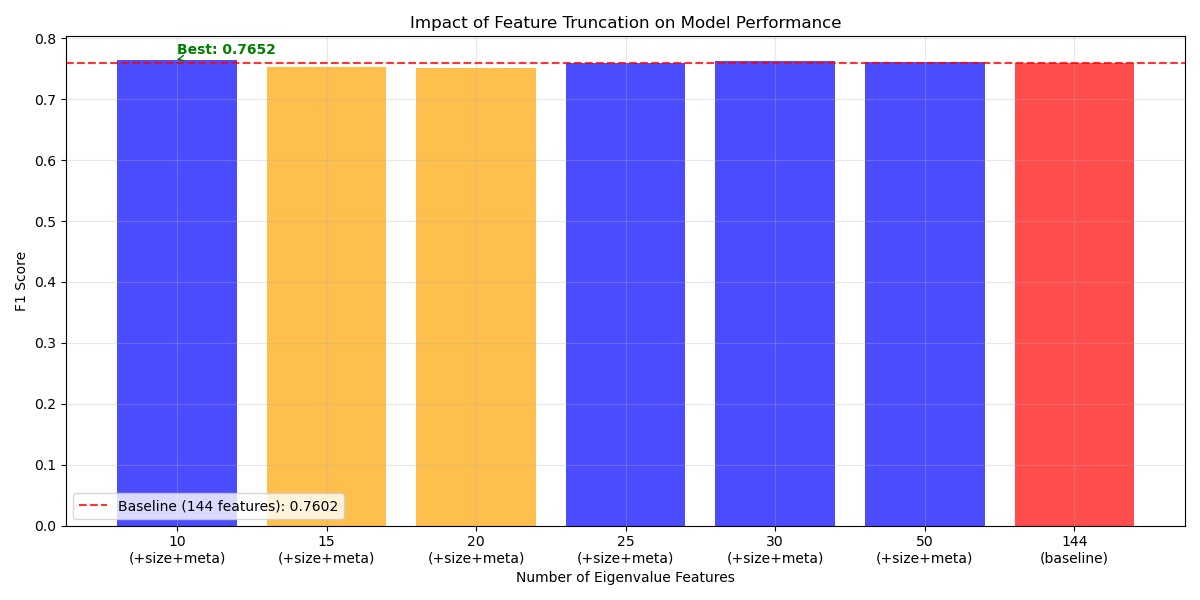 Impact of Feature Truncation on Model Performance
Best: 0.7652
0.8
0.7
0.6
0.5
0.4
0.3
0.2
0.1
0.0
F1 Score
Baseline (144 features): 0.7602
10 15 20 25 30 50 144
(+size+meta) (+size+meta) (+size+meta) (+size+meta) (+size+meta) (+size+meta) (baseline)
Number of Eigenvalue Features